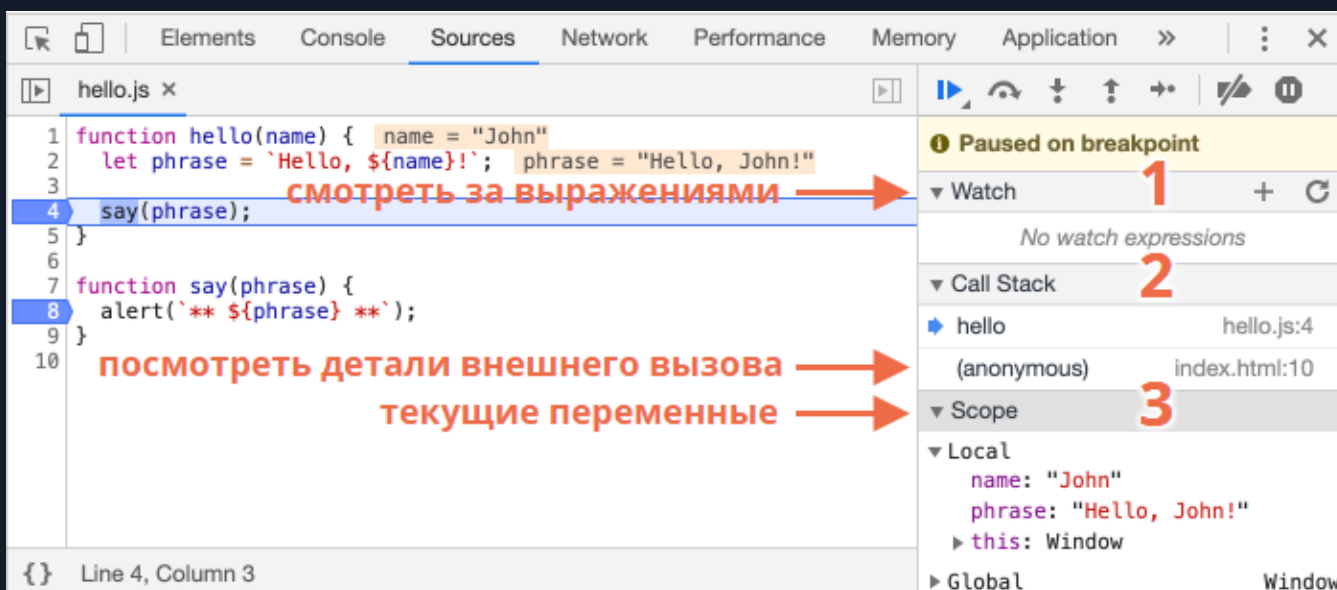 Elements Console Sources Network Performance Memory Application »
hello.js ×
1 function hello(name) { name = "John"
2 let phrase = `Hello, ${name}!`; phrase = "Hello, John!"
3
смотреть за выражениями
4 say(phrase);
5 }
6
7 function say(phrase) {
8 alert(`** ${phrase} **`);
9 }
10
посмотреть детали внешнего вызова
текущие переменные
{} Line 4, Column 3
Paused on breakpoint
1
Watch
No watch expressions
2
Call Stack
hello hello.js:4
(anonymous) index.html:10
3
Scope
Local
name: "John"
phrase: "Hello, John!"
this: Window
Global Window